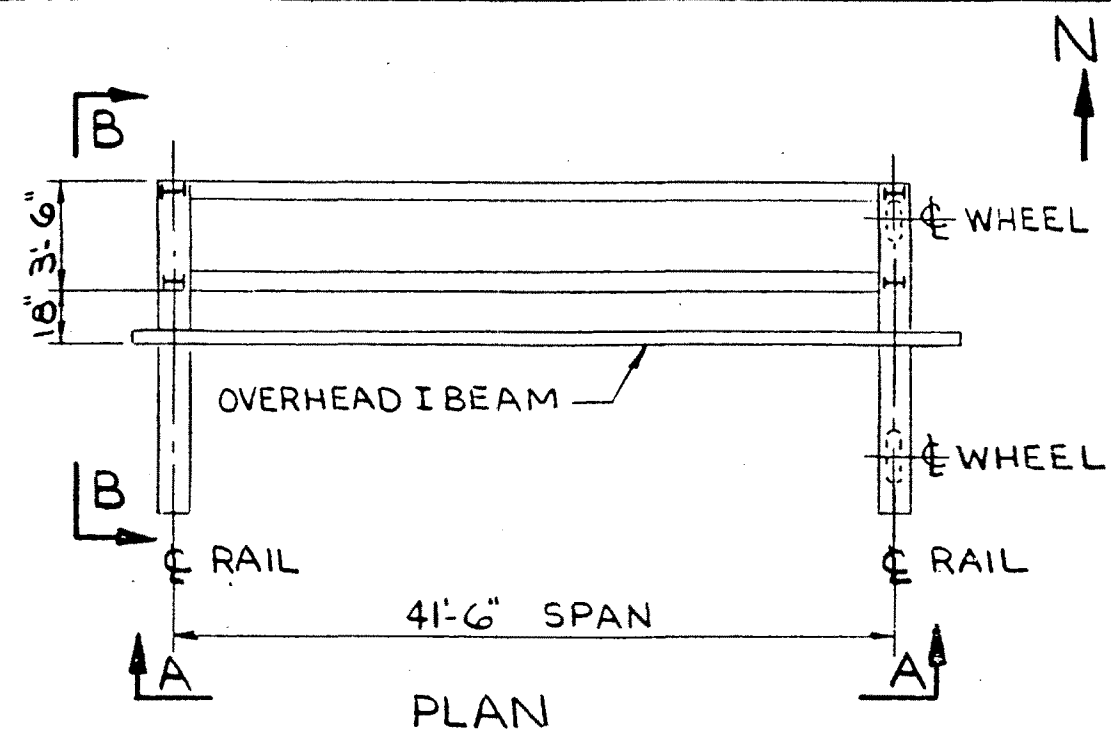 N
B
3'-6"
℄ WHEEL
18"
OVERHEAD I BEAM
B
℄ WHEEL
℄ RAIL
℄ RAIL
41'-6" SPAN
A
A
PLAN